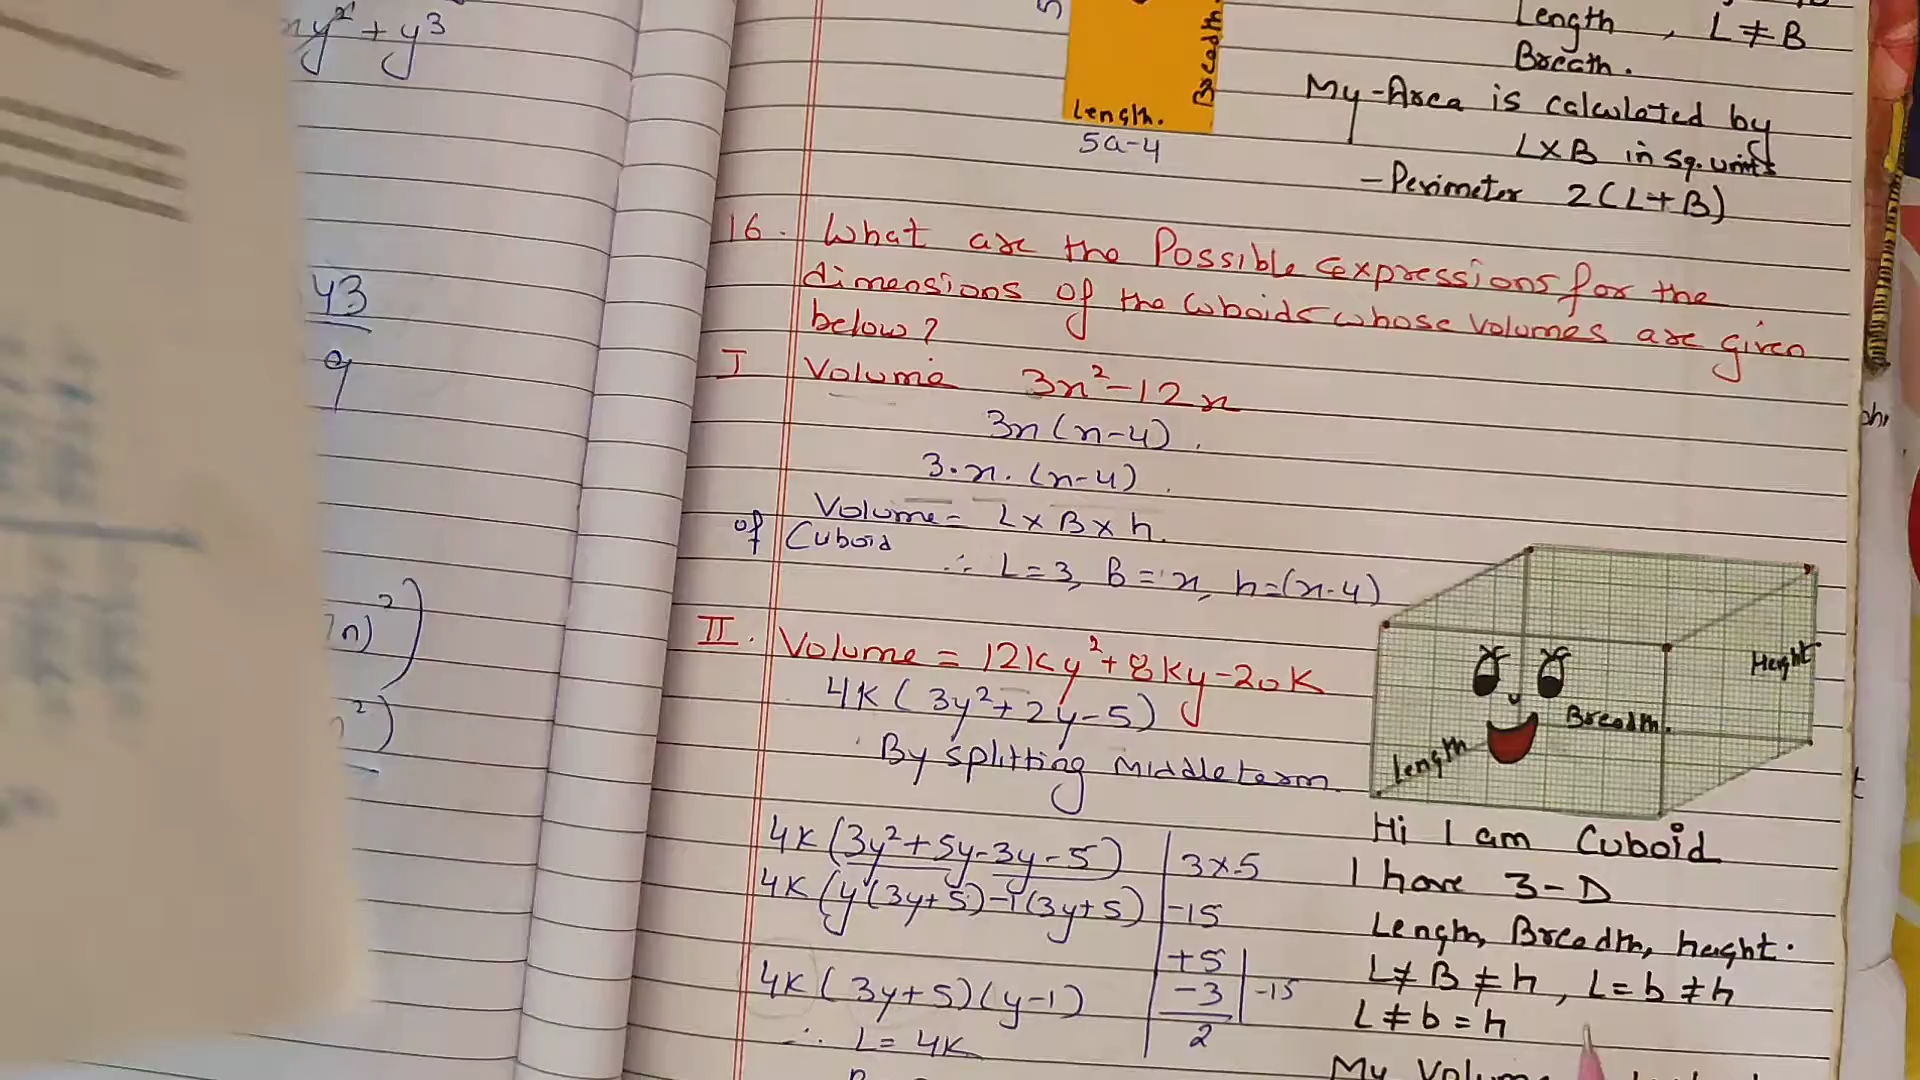 y² + y³
43
9
Length.
Breadth.
5a-4
Length , L ≠ B
Breath.
My Area is calculated by
L×B in sq. units
- Perimeter 2(L+B)
16. What are the Possible expressions for the
dimensions of the Cuboids whose Volumes are given
below?
I Volume 3x²-12x
3x(x-4).
3.x.(x-4).
Volume = L×B×h.
of Cuboid
∴ L=3, B=x, h=(x-4)
II. Volume = 12Ky²+8Ky-20K
4K(3y²+2y-5)
By splitting Middle term.
4K(3y²+5y-3y-5)
4K(y(3y+5)-1(3y+5)
4K(3y+5)(y-1)
∴ L= 4K
3×-5
-15
+5
-3 -15
2
Height
Breadth.
Length
Hi I am Cuboid
I have 3-D
Length, Breadth, height.
L≠B≠h, L=b≠h
L≠b=h
My